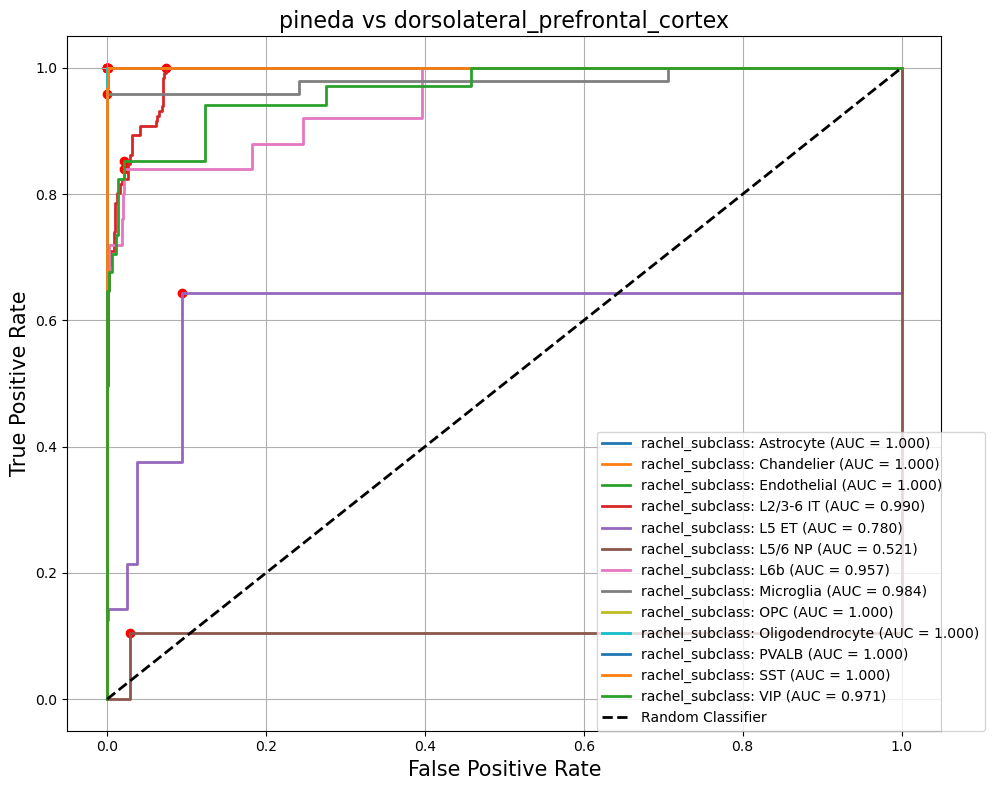 pineda vs dorsolateral_prefrontal_cortex
True Positive Rate
1.0
0.8
0.6
0.4
0.2
0.0
rachel_subclass: Astrocyte (AUC = 1.000)
rachel_subclass: Chandelier (AUC = 1.000)
rachel_subclass: Endothelial (AUC = 1.000)
rachel_subclass: L2/3-6 IT (AUC = 0.990)
rachel_subclass: L5 ET (AUC = 0.780)
rachel_subclass: L5/6 NP (AUC = 0.521)
rachel_subclass: L6b (AUC = 0.957)
rachel_subclass: Microglia (AUC = 0.984)
rachel_subclass: OPC (AUC = 1.000)
rachel_subclass: Oligodendrocyte (AUC = 1.000)
rachel_subclass: PVALB (AUC = 1.000)
rachel_subclass: SST (AUC = 1.000)
rachel_subclass: VIP (AUC = 0.971)
Random Classifier
0.0 0.2 0.4 0.6 0.8 1.0
False Positive Rate